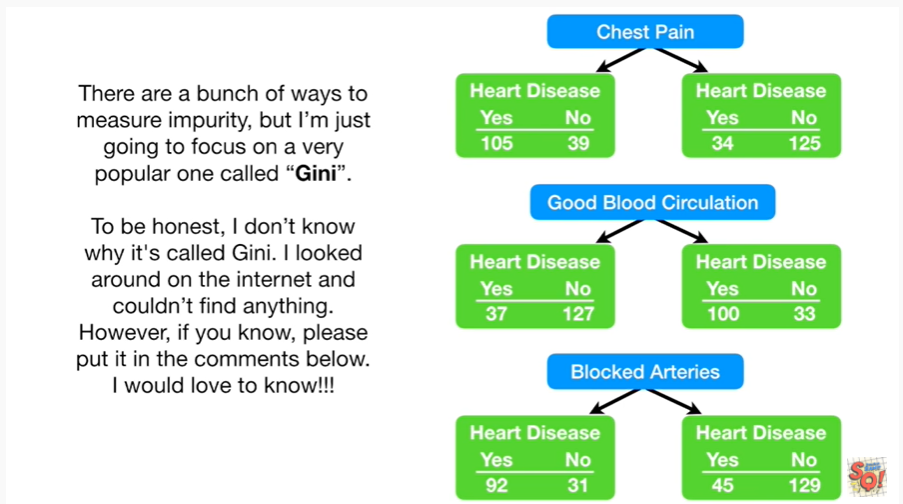 There are a bunch of ways to
measure impurity, but I’m just
going to focus on a very
popular one called “Gini”.
To be honest, I don’t know
why it's called Gini. I looked
around on the internet and
couldn’t find anything.
However, if you know, please
put it in the comments below.
I would love to know!!!
Chest Pain
Heart Disease
Yes No
105 39
Heart Disease
Yes No
34 125
Good Blood Circulation
Heart Disease
Yes No
37 127
Heart Disease
Yes No
100 33
Blocked Arteries
Heart Disease
Yes No
92 31
Heart Disease
Yes No
45 129